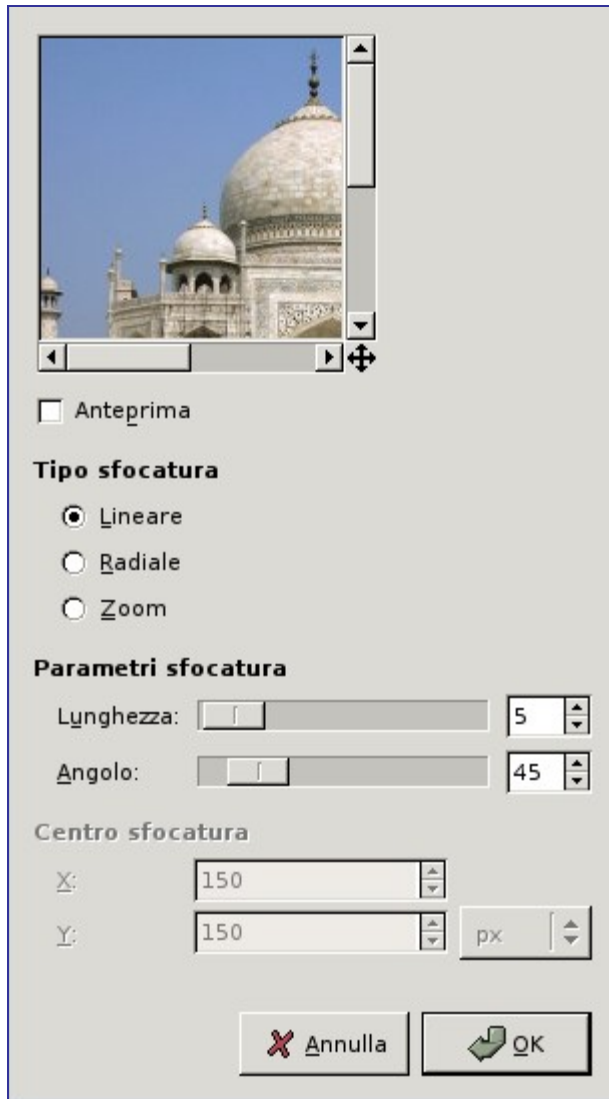 Anteprima
Tipo sfocatura
Lineare
Radiale
Zoom
Parametri sfocatura
Lunghezza: 5
Angolo: 45
Centro sfocatura
X: 150
Y: 150 px
Annulla OK